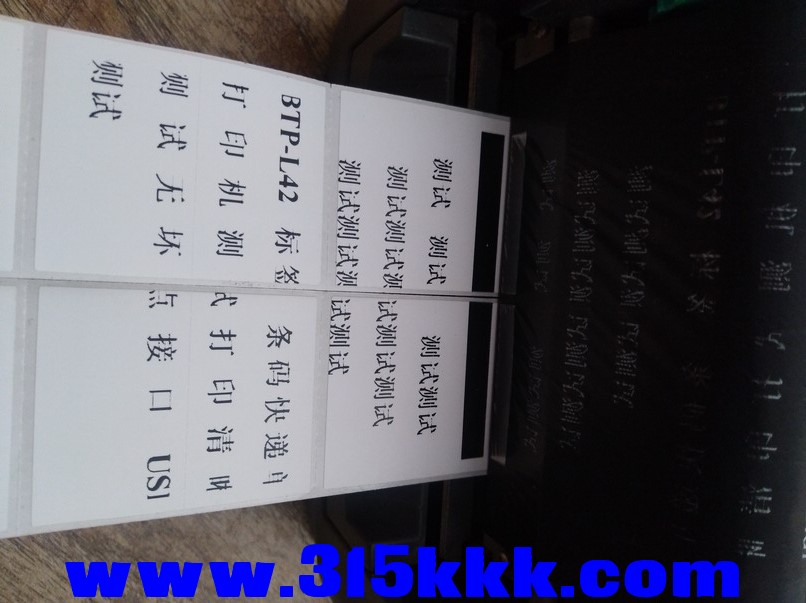 测试 测试 测试测试
测试测试测试测试测试
测试测试测试测试
BTP-L42 标签 条码快递单
打印机测试打印清晰
测试无坏点接口 USB
测试
www.315kkk.com